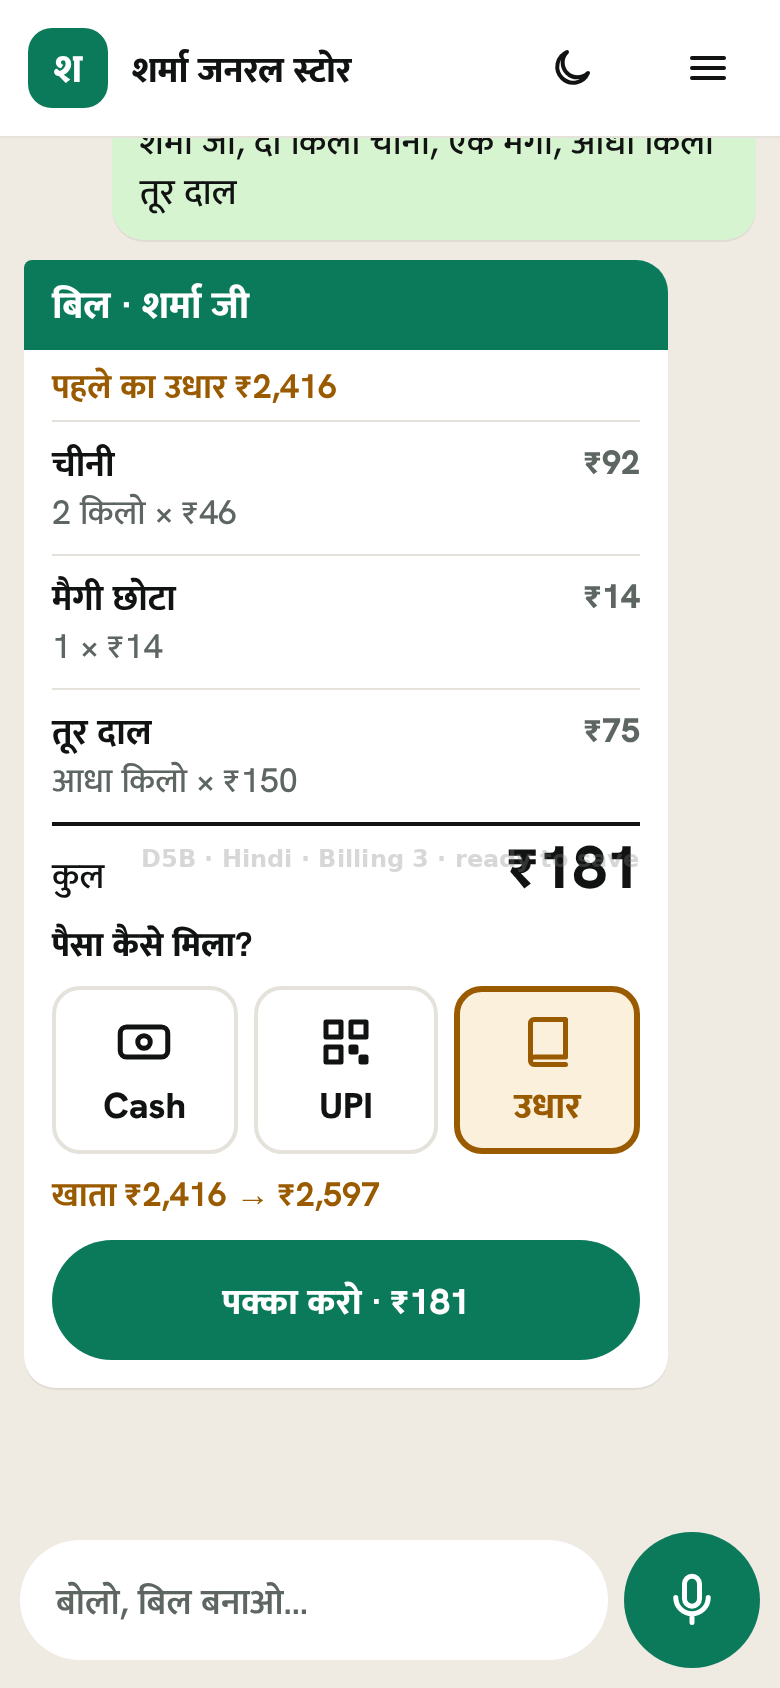 श
शर्मा जनरल स्टोर
शर्मा जी, दो किलो चीनी, एक मैगी, आधा किलो
तूर दाल
बिल · शर्मा जी
पहले का उधार ₹2,416
चीनी ₹92
2 किलो × ₹46
मैगी छोटा ₹14
1 × ₹14
तूर दाल ₹75
आधा किलो × ₹150
D5B · Hindi · Billing 3 · ready to save
कुल ₹181
पैसा कैसे मिला?
Cash UPI उधार
खाता ₹2,416 → ₹2,597
पक्का करो · ₹181
बोलो, बिल बनाओ...